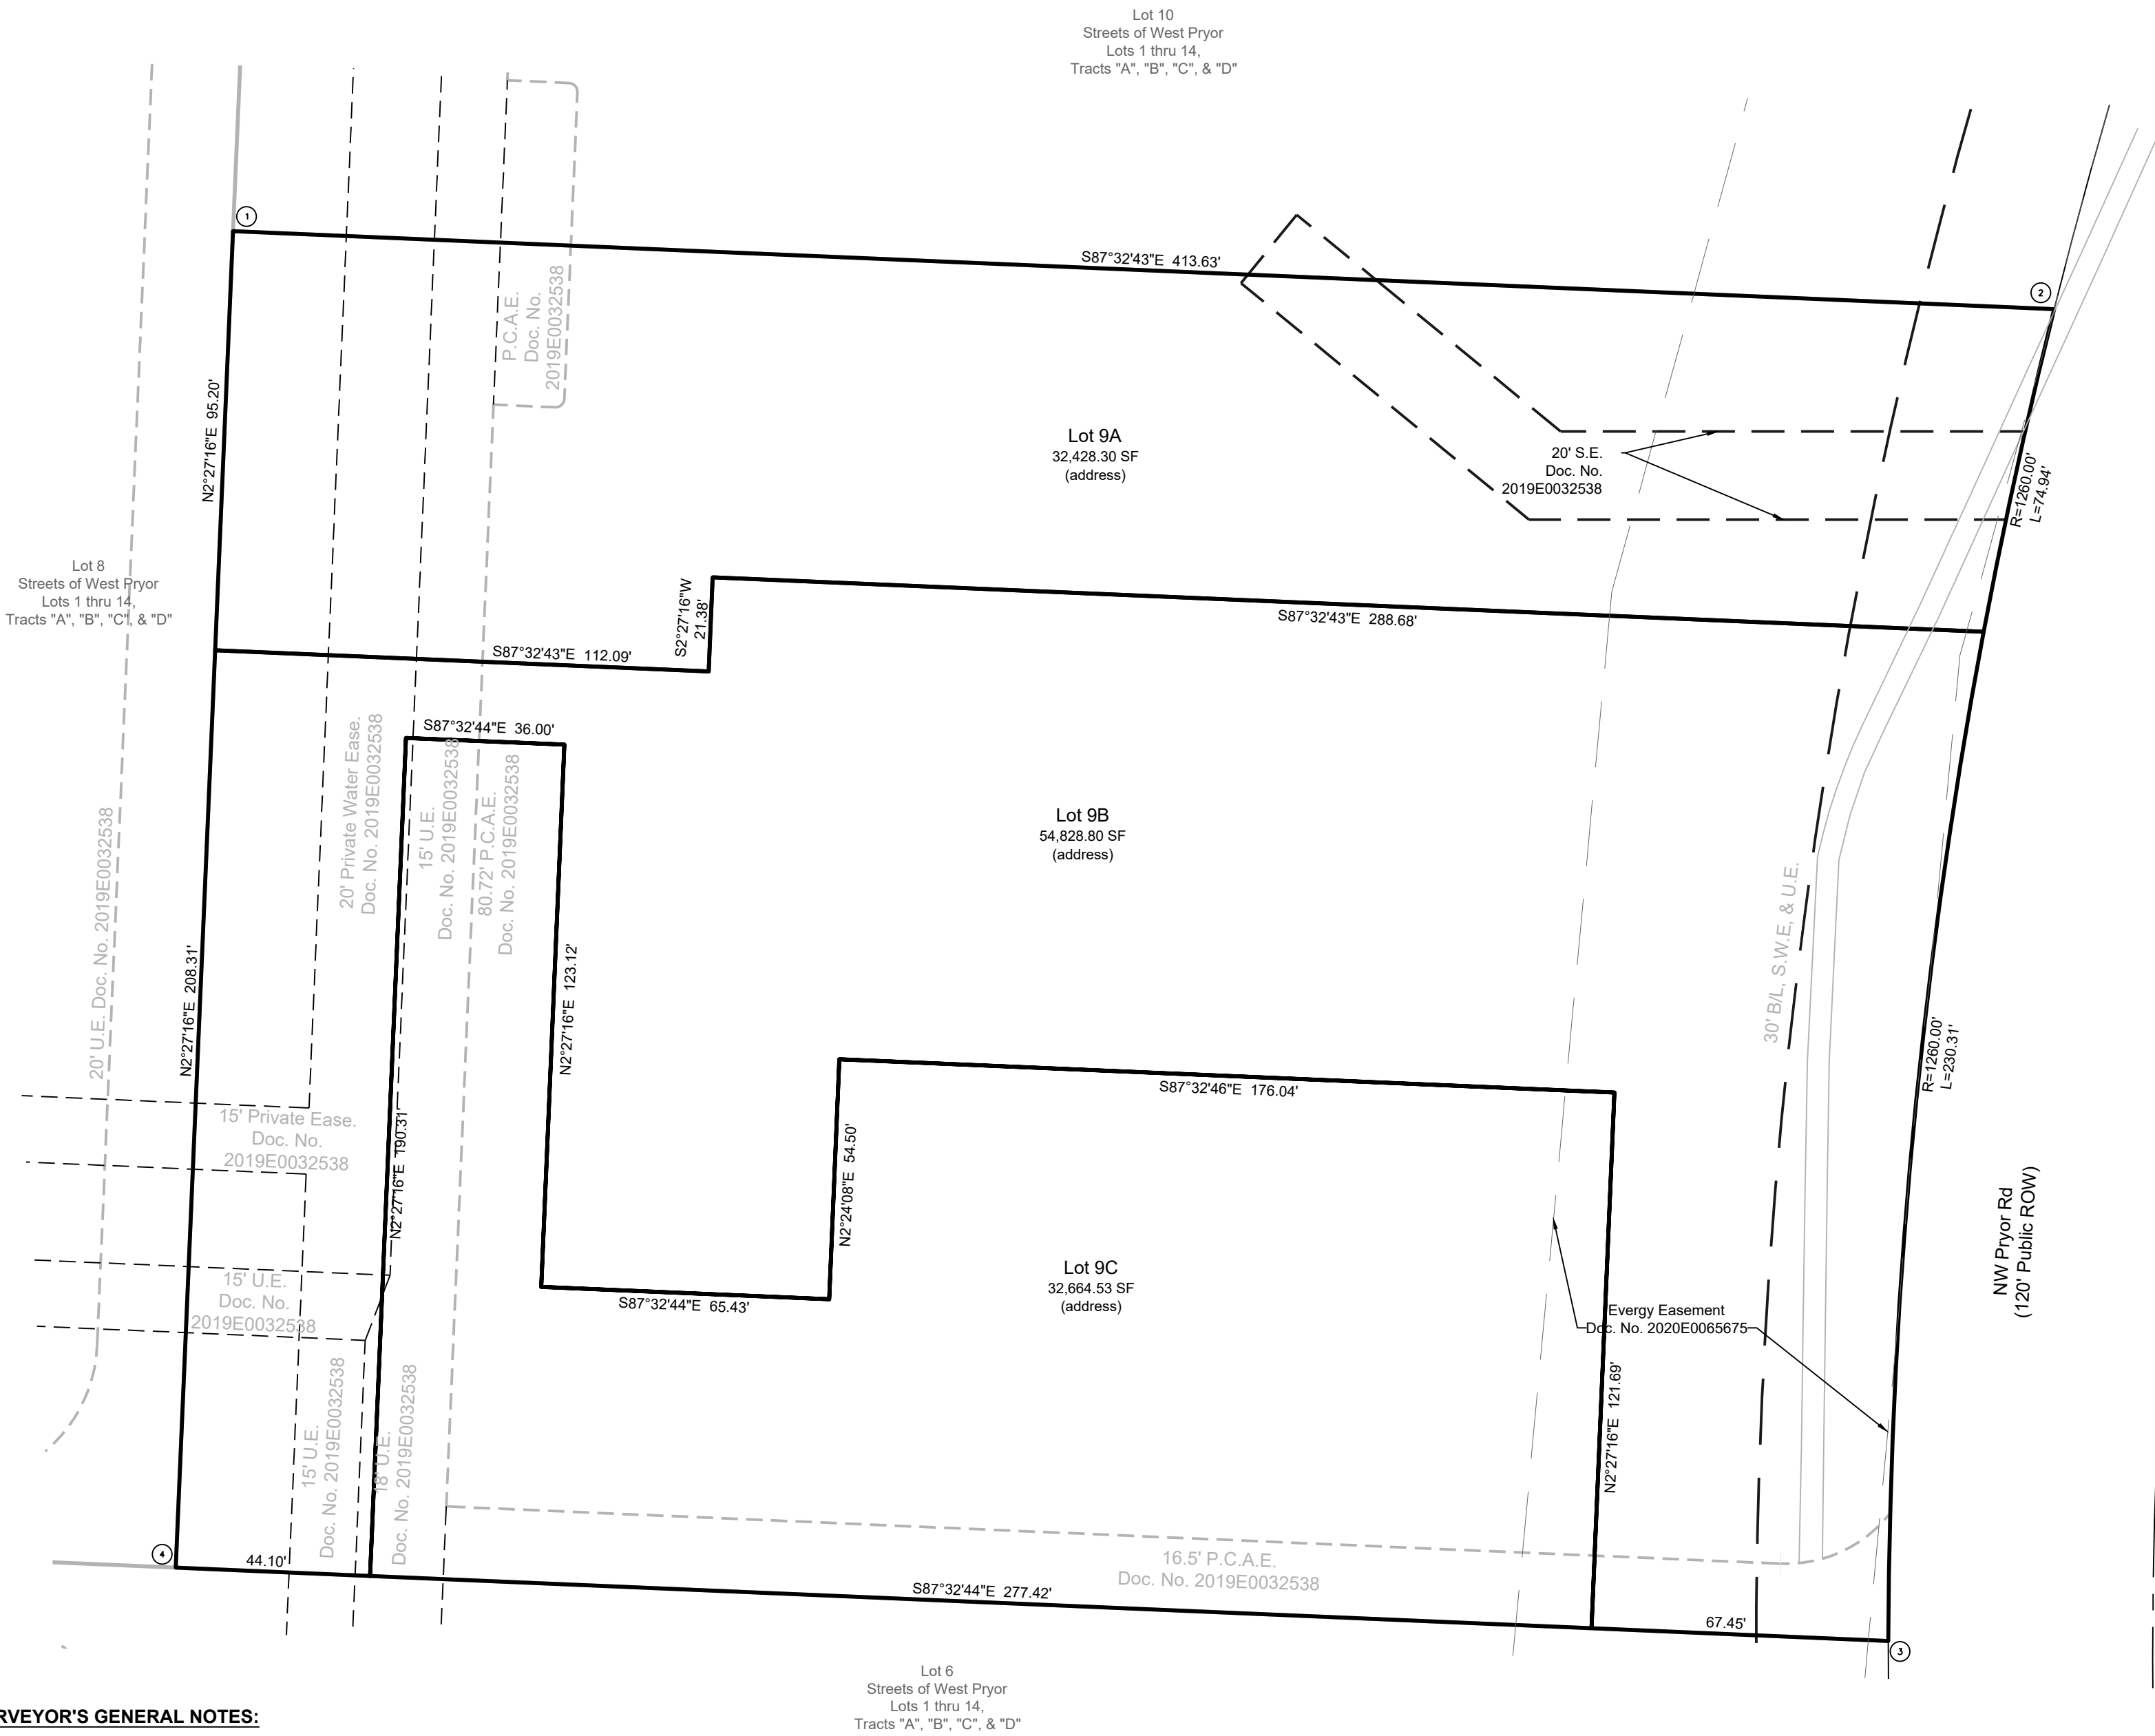 Lot 10
Streets of West Pryor
Lots 1 thru 14,
Tracts "A", "B", "C", & "D"
1
S87°32'43"E 413.63'
2
P.C.A.E.
Doc. No.
2019E0032538
N2°27'16"E 95.20'
Lot 9A
32,428.30 SF
(address)
20' S.E.
Doc. No.
2019E0032538
R=1260.00'
L=74.94'
Lot 8
Streets of West Pryor
Lots 1 thru 14,
Tracts "A", "B", "C", & "D"
S2°27'16"W
21.38'
S87°32'43"E 288.68'
S87°32'43"E 112.09'
S87°32'44"E 36.00'
20' Private Water Ease.
Doc. No. 2019E0032538
15' U.E.
Doc. No. 2019E0032538
80.72' P.C.A.E.
Doc. No. 2019E0032538
Lot 9B
54,828.80 SF
(address)
20' U.E. Doc. No. 2019E0032538
30' B/L, S.W.E, & U.E.
N2°27'16"E 208.31'
N2°27'16"E 123.12'
R=1260.00'
L=230.31'
S87°32'46"E 176.04'
15' Private Ease.
Doc. No.
2019E0032538
N2°27'16"E 190.31'
N2°24'08"E 54.50'
NW Pryor Rd
(120' Public ROW)
15' U.E.
Doc. No.
2019E0032538
S87°32'44"E 65.43'
Lot 9C
32,664.53 SF
(address)
Evergy Easement
Doc. No. 2020E0065675
N2°27'16"E 121.69'
15' U.E.
Doc. No. 2019E0032538
18' U.E.
Doc. No. 2019E0032538
4
44.10'
16.5' P.C.A.E.
Doc. No. 2019E0032538
S87°32'44"E 277.42'
67.45'
3
Lot 6
Streets of West Pryor
Lots 1 thru 14,
Tracts "A", "B", "C", & "D"
RVEYOR'S GENERAL NOTES: